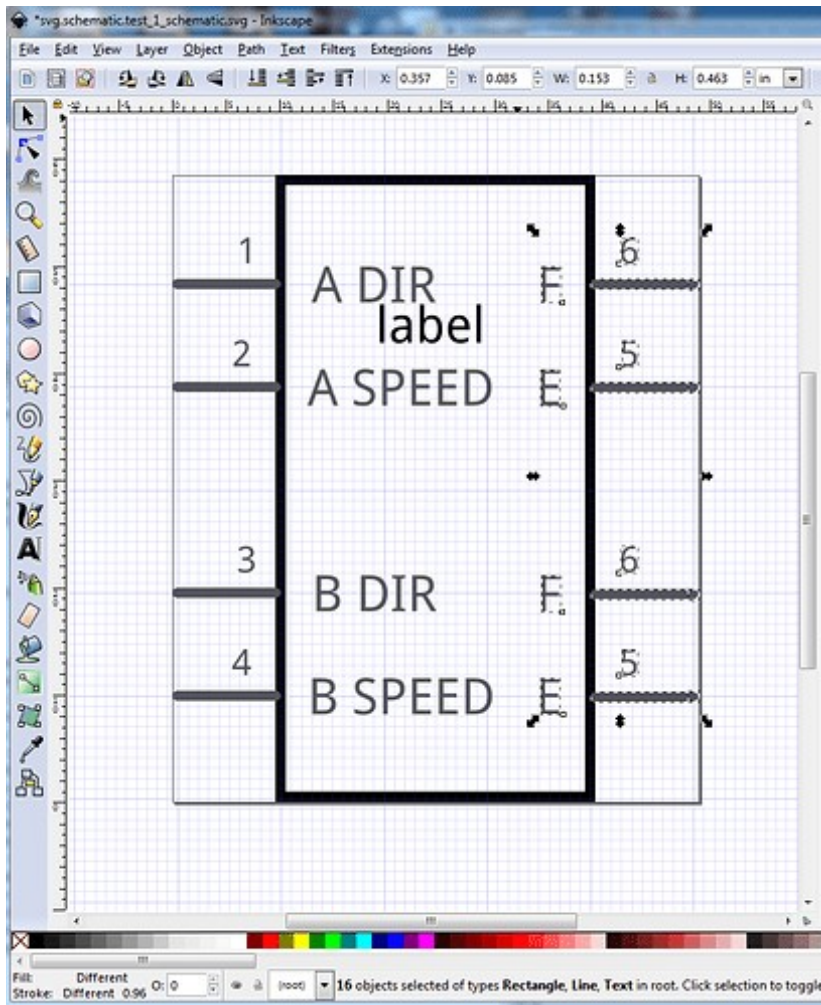 *svg.schematic.test_1_schematic.svg - Inkscape
File Edit View Layer Object Path Text Filters Extensions Help
X: 0.357 Y: 0.085 W: 0.153 H: 0.463 in
1 6
A DIR F
label
2 5
A SPEED E
3 6
B DIR F
4 5
B SPEED E
Fill: Different
Stroke: Different 0.96 O: 0 (root) 16 objects selected of types Rectangle, Line, Text in root. Click selection to toggle